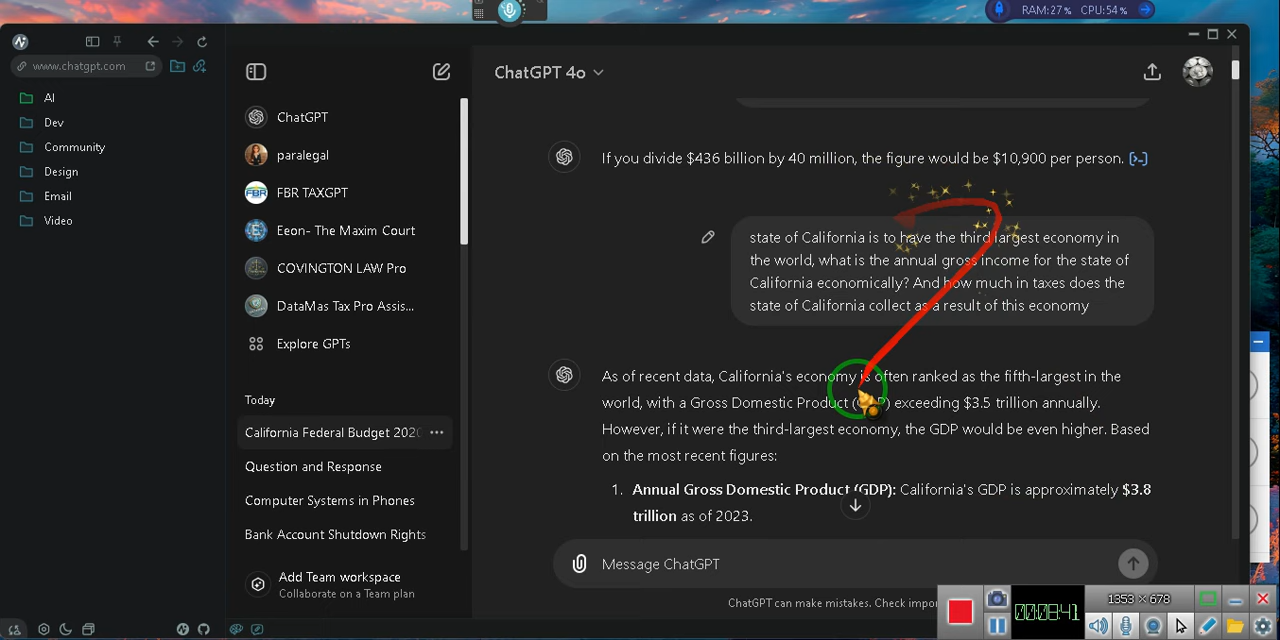 RAM:27% CPU:54%
www.chatgpt.com
AI
Dev
Community
Design
Email
Video
ChatGPT
paralegal
FBR FBR TAXGPT
Eeon- The Maxim Court
COVINGTON LAW Pro
DataMas Tax Pro Assis...
Explore GPTs
Today
California Federal Budget 202
Question and Response
Computer Systems in Phones
Bank Account Shutdown Rights
Add Team workspace
Collaborate on a Team plan
ChatGPT 4o
If you divide $436 billion by 40 million, the figure would be $10,900 per person. [>-]
state of California is to have the third largest economy in
the world, what is the annual gross income for the state of
California economically? And how much in taxes does the
state of California collect as a result of this economy
As of recent data, California's economy is often ranked as the fifth-largest in the
world, with a Gross Domestic Product (GDP) exceeding $3.5 trillion annually.
However, if it were the third-largest economy, the GDP would be even higher. Based
on the most recent figures:
1. Annual Gross Domestic Product (GDP): California's GDP is approximately $3.8
trillion as of 2023.
Message ChatGPT
ChatGPT can make mistakes. Check
1353 × 678
00:08:41